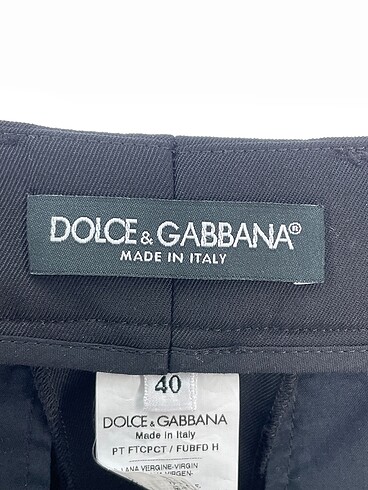 DOLCE & GABBANA®
MADE IN ITALY
40
DOLCE & GABBANA
Made in Italy
PT FTCPCT / FUBFD H
LANA VERGINE-VIRGIN